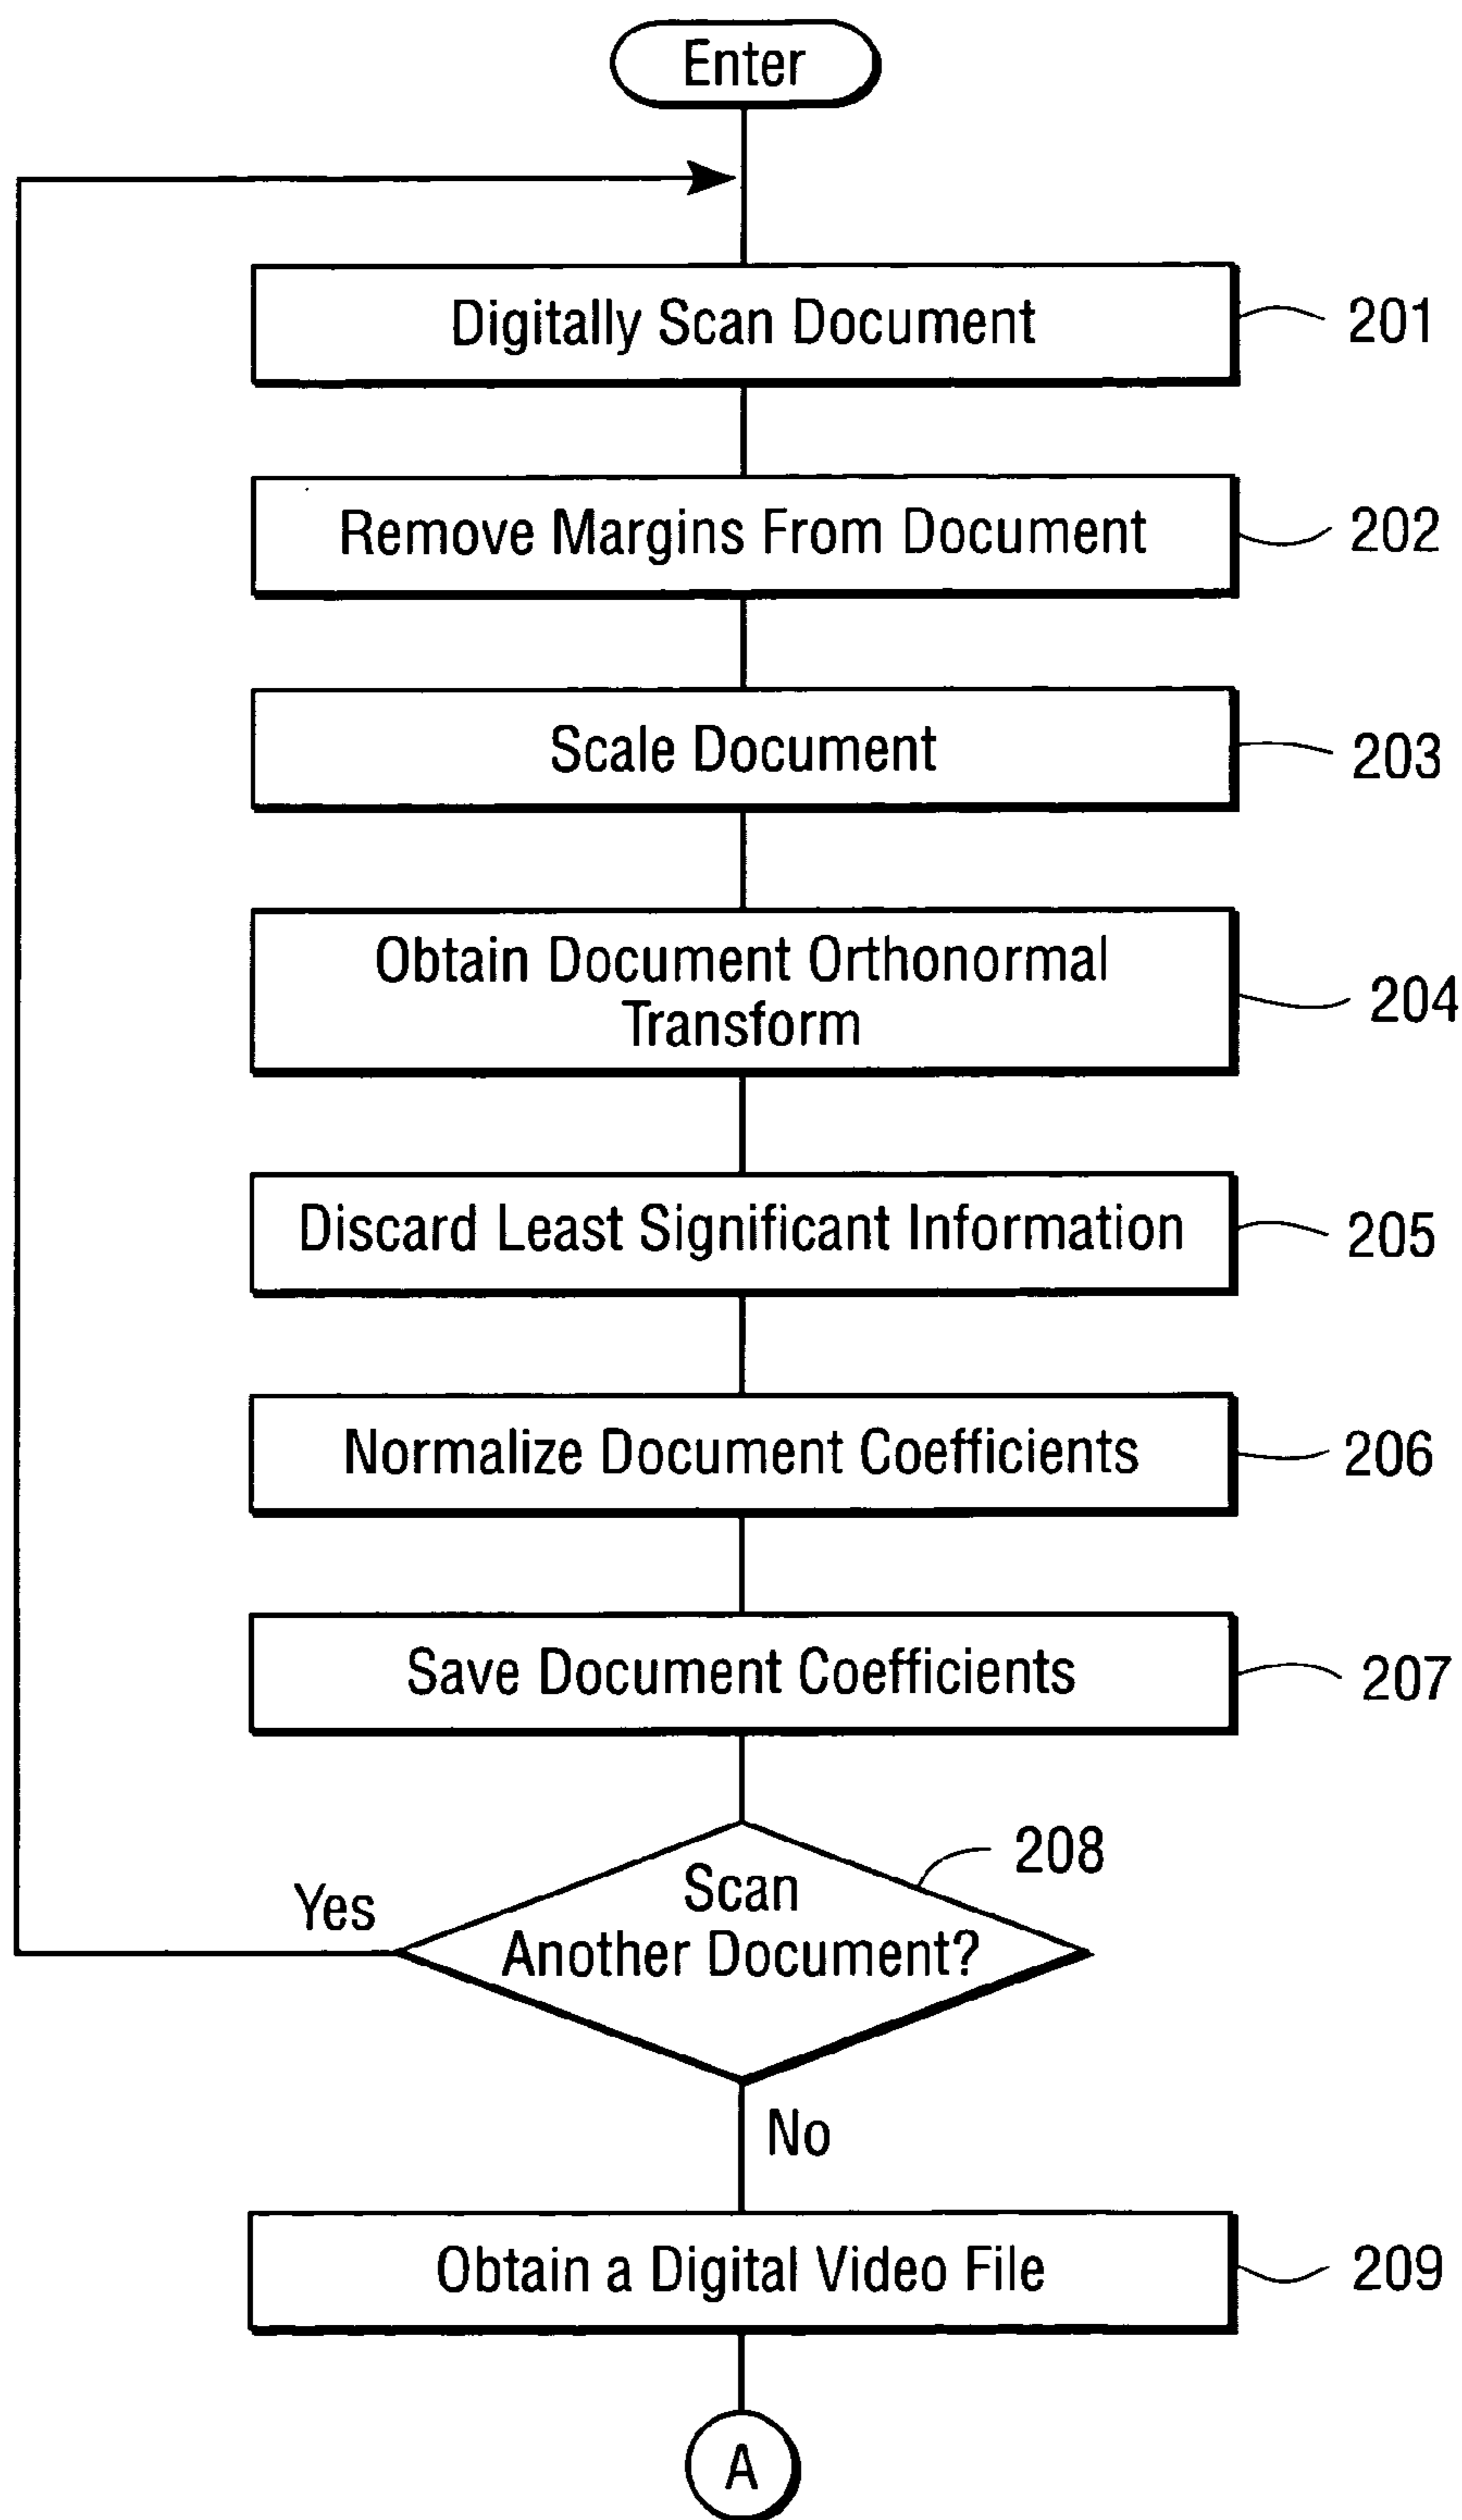 Enter
Digitally Scan Document
201
Remove Margins From Document
202
Scale Document
203
Obtain Document Orthonormal
Transform
204
Discard Least Significant Information
205
Normalize Document Coefficients
206
Save Document Coefficients
207
208
Scan
Another Document?
Yes
No
Obtain a Digital Video File
209
A